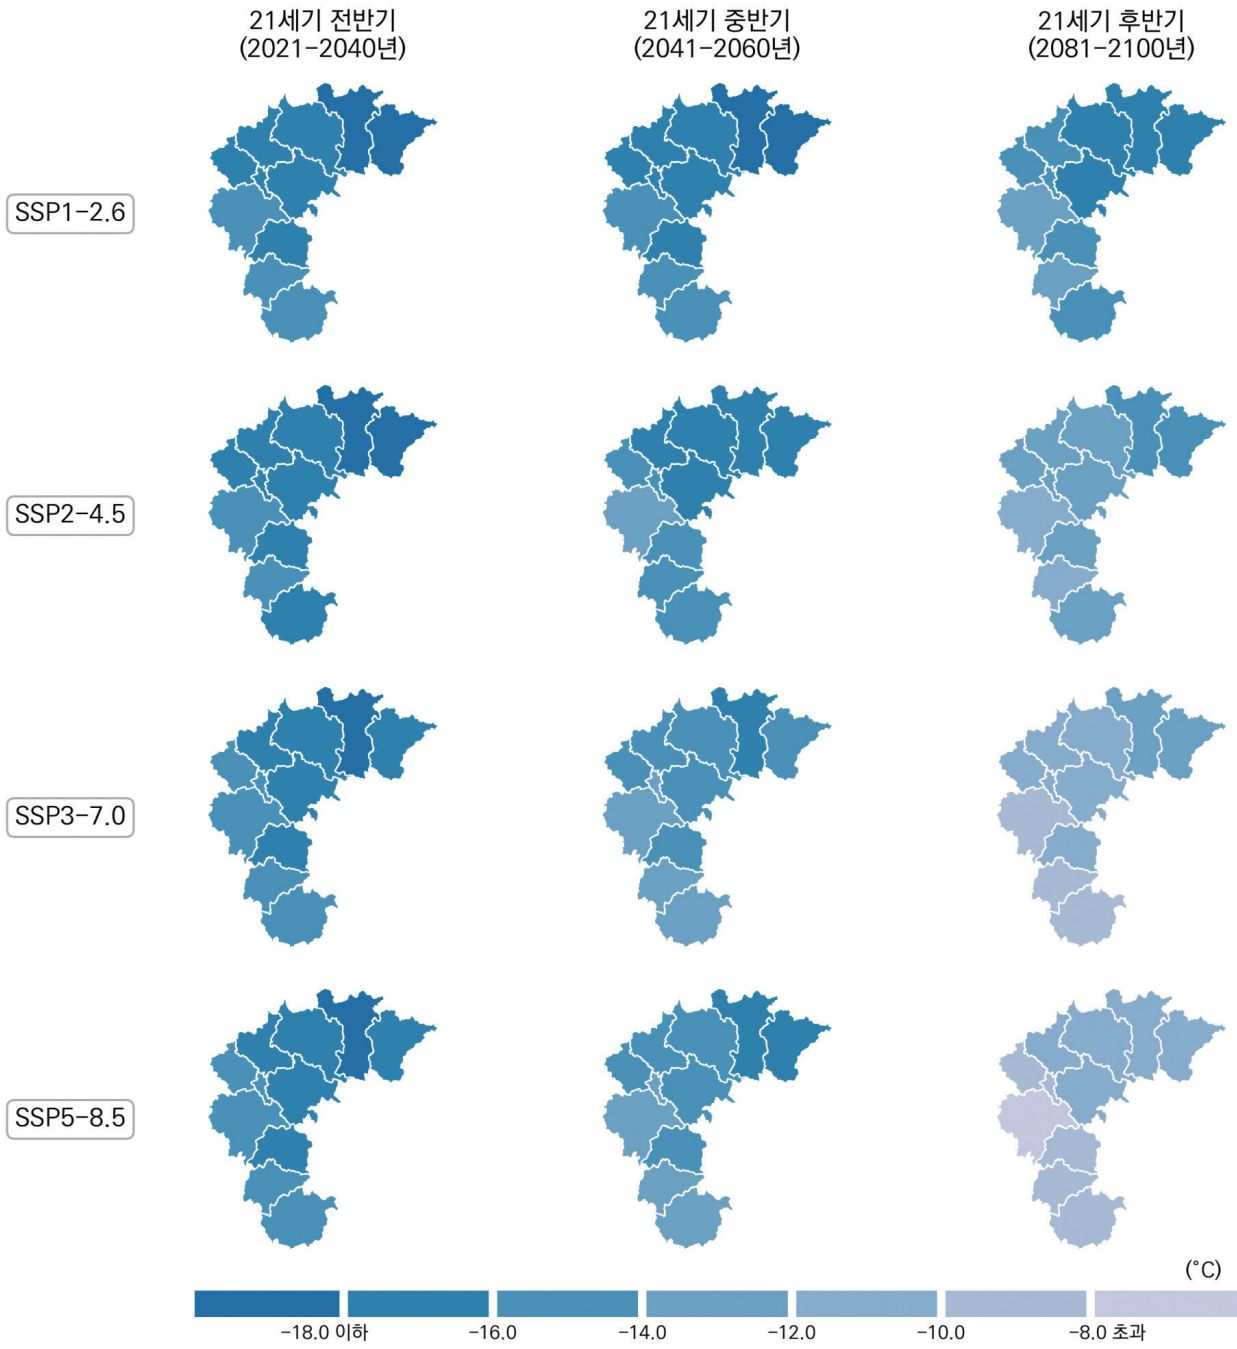 21세기 전반기
(2021-2040년)
21세기 중반기
(2041-2060년)
21세기 후반기
(2081-2100년)
SSP1-2.6
SSP2-4.5
SSP3-7.0
SSP5-8.5
(°C)
-18.0 이하
-16.0
-14.0
-12.0
-10.0
-8.0 초과